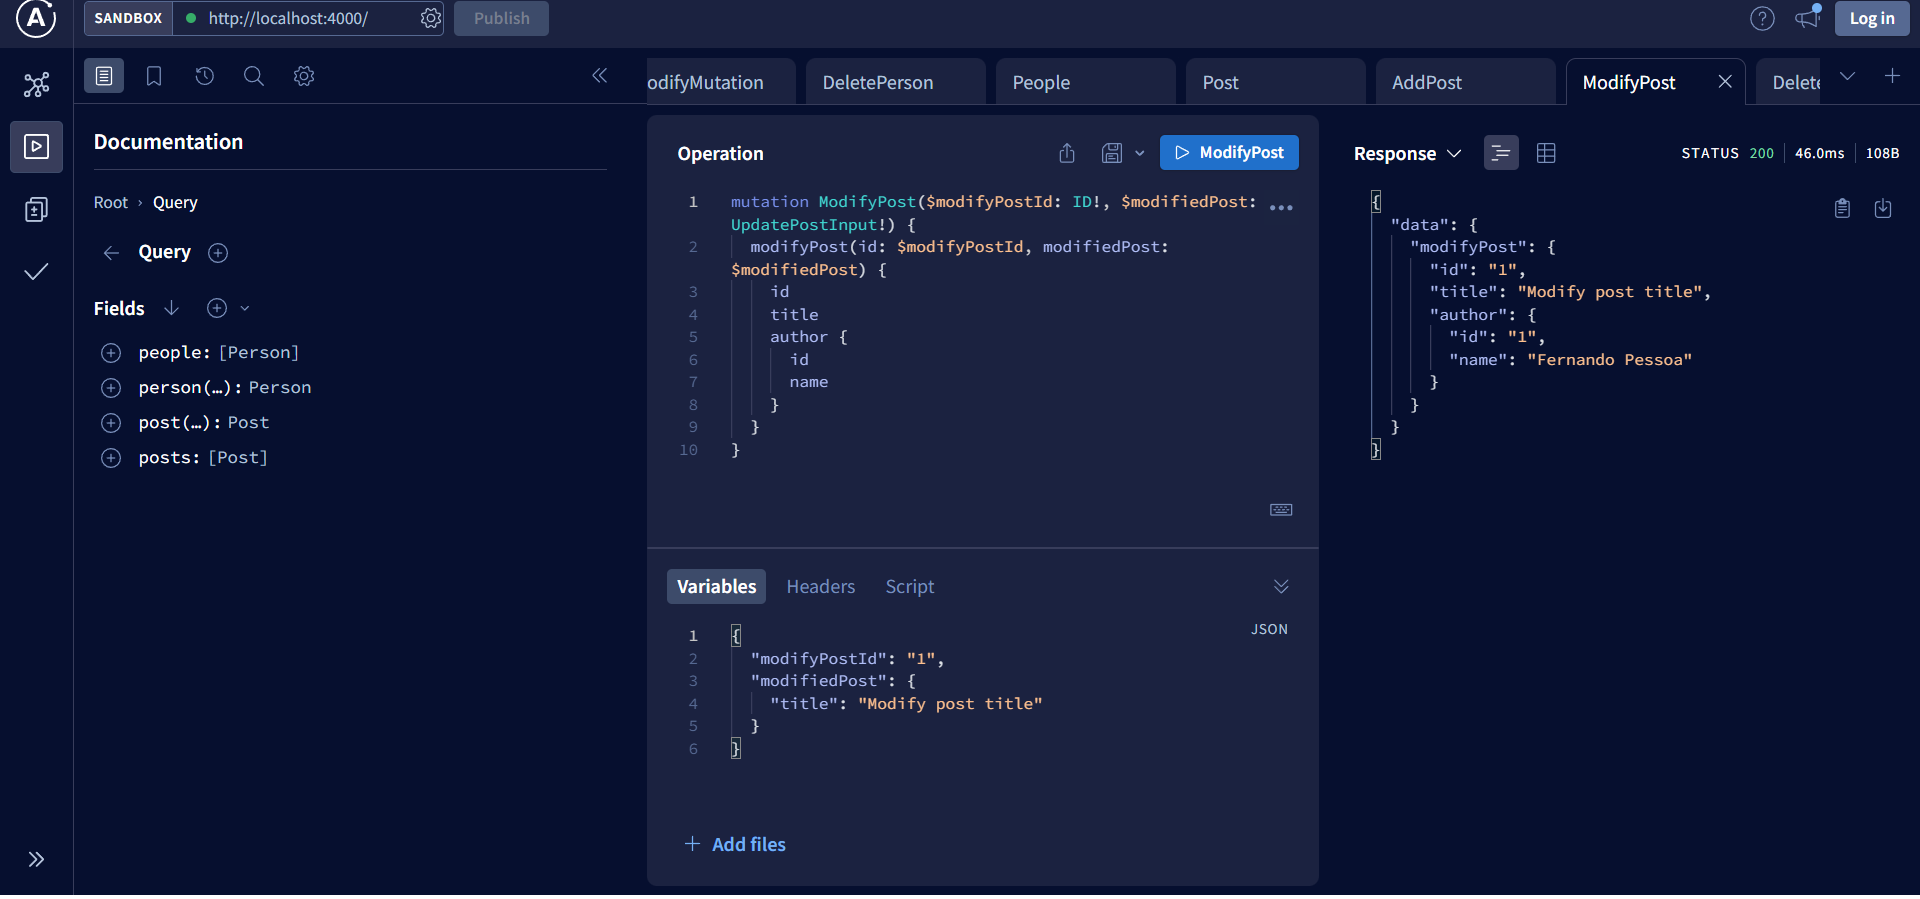 SANDBOX http://localhost:4000/ Publish Log in
odifyMutation DeletePerson People Post AddPost ModifyPost Delete
Documentation
Root › Query
Query
Fields
people: [Person]
person(…): Person
post(…): Post
posts: [Post]
Operation
ModifyPost
1 mutation ModifyPost($modifyPostId: ID!, $modifiedPost:
UpdatePostInput!) {
2 modifyPost(id: $modifyPostId, modifiedPost:
$modifiedPost) {
3 id
4 title
5 author {
6 id
7 name
8 }
9 }
10 }
Variables Headers Script
JSON
1 {
2 "modifyPostId": "1",
3 "modifiedPost": {
4 "title": "Modify post title"
5 }
6 }
Add files
Response STATUS 200 46.0ms 108B
{
"data": {
"modifyPost": {
"id": "1",
"title": "Modify post title",
"author": {
"id": "1",
"name": "Fernando Pessoa"
}
}
}
}